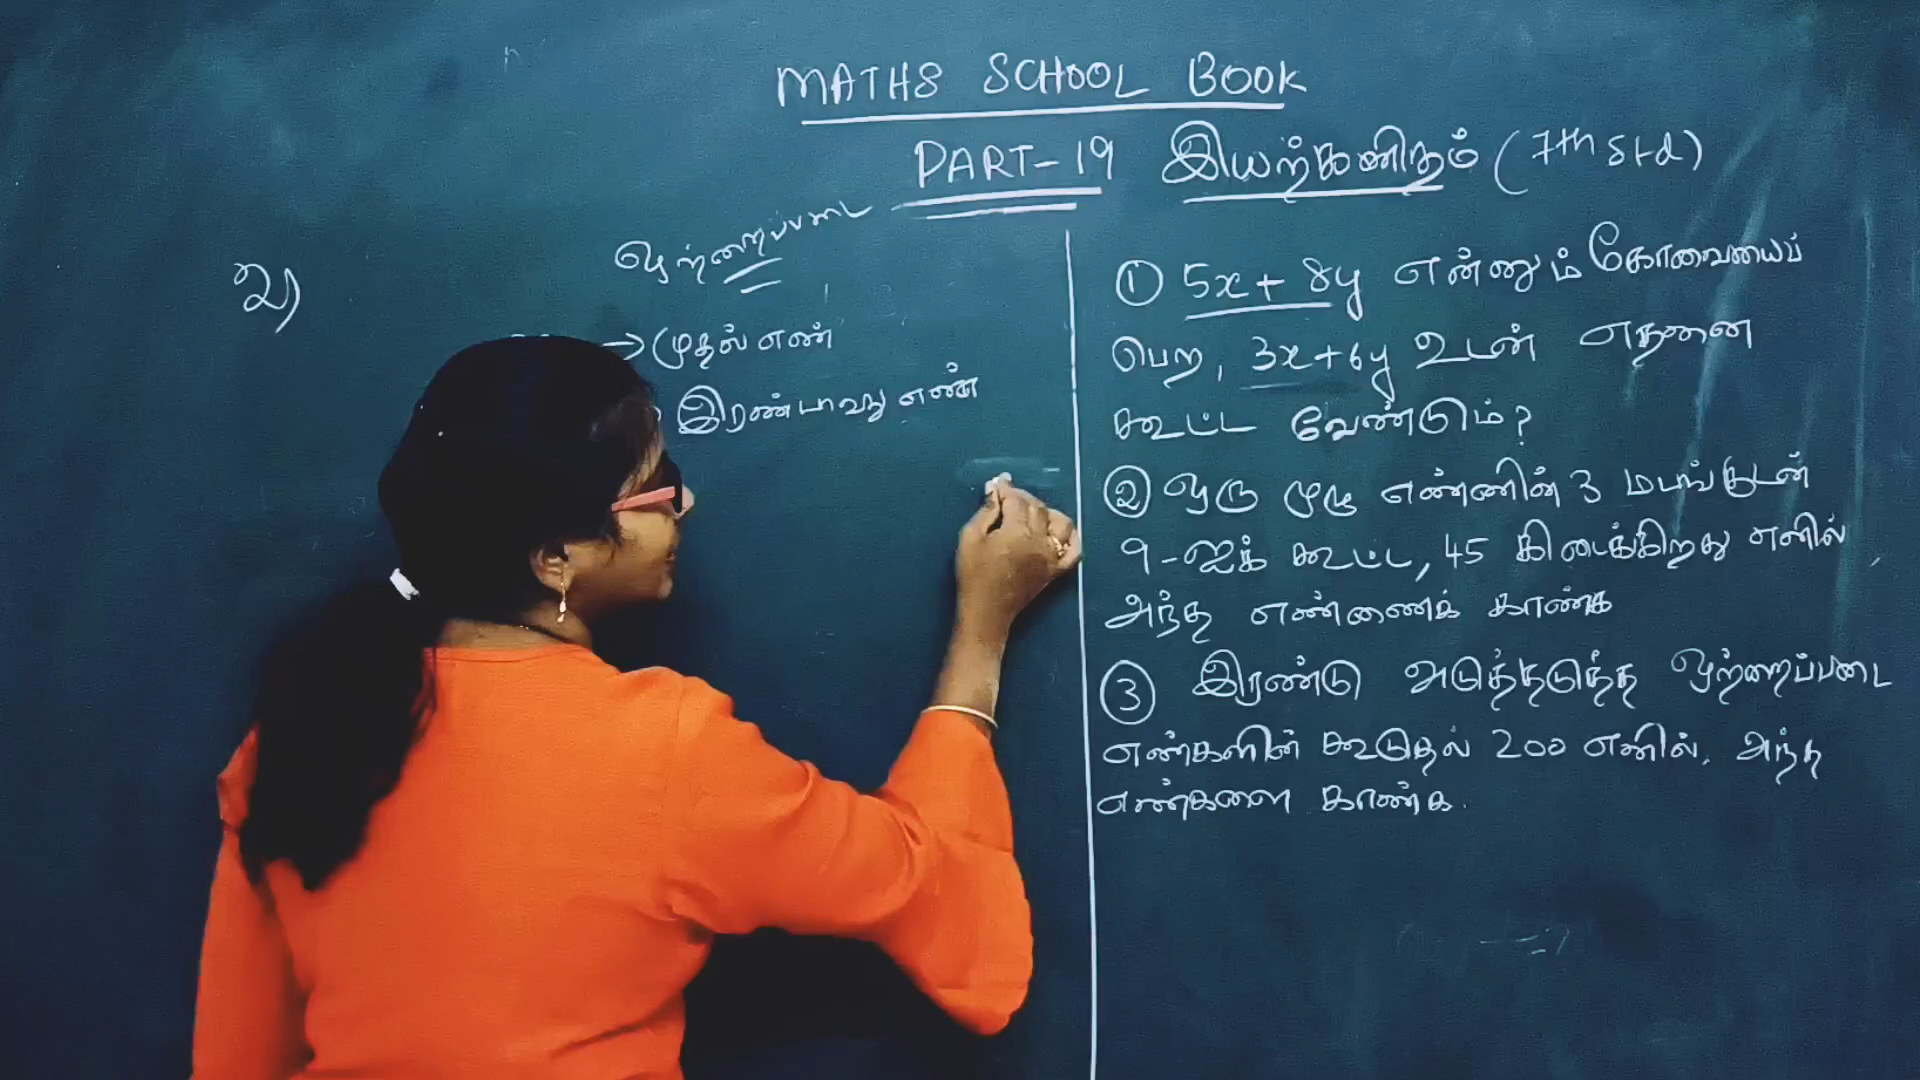 MATHS SCHOOL BOOK
PART-19 இயற்கணிதம் (7th std)
ஒற்றைப்படை
→ முதல் எண்
இரண்டாவது எண்
① 5x + 8y என்னும் கோவையைப்
பெற, 3x+6y உடன் எதனை
கூட்ட வேண்டும்?
② ஒரு முழு எண்ணின் 3 மடங்குடன்
9-ஐக் கூட்ட, 45 கிடைக்கிறது எனில்,
அந்த எண்ணைக் காண்க
③ இரண்டு அடுத்தடுத்த ஒற்றைப்படை
எண்களின் கூடுதல் 200 எனில், அந்த
எண்களை காண்க.